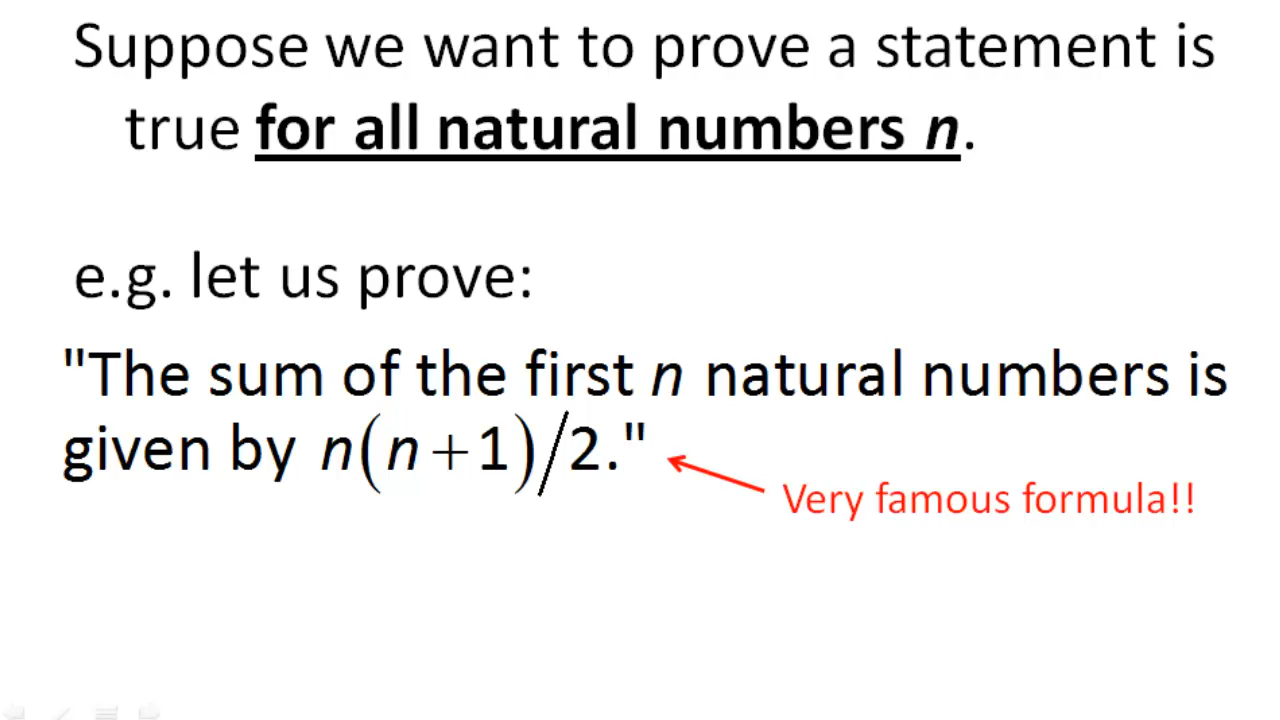 Suppose we want to prove a statement is
true for all natural numbers n.
e.g. let us prove:
"The sum of the first n natural numbers is
given by n(n+1)/2."
Very famous formula!!